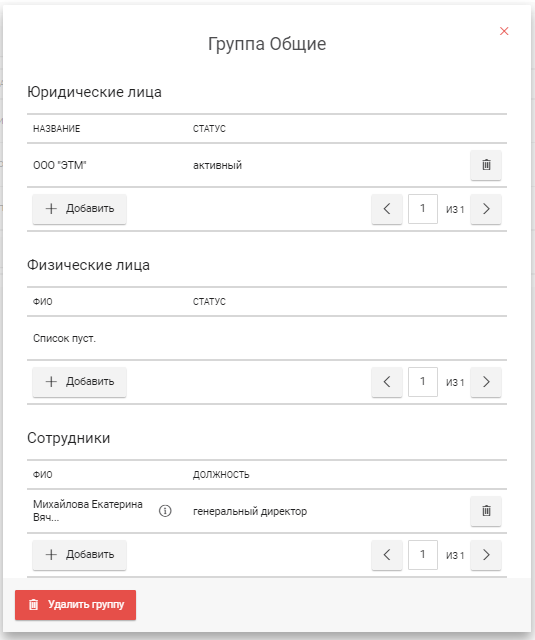 Группа Общие
Юридические лица
НАЗВАНИЕ СТАТУС
ООО "ЭТМ" активный
Добавить 1 ИЗ 1
Физические лица
ФИО СТАТУС
Список пуст.
Добавить 1 ИЗ 1
Сотрудники
ФИО ДОЛЖНОСТЬ
Михайлова Екатерина
Вяч... генеральный директор
Добавить 1 ИЗ 1
Удалить группу